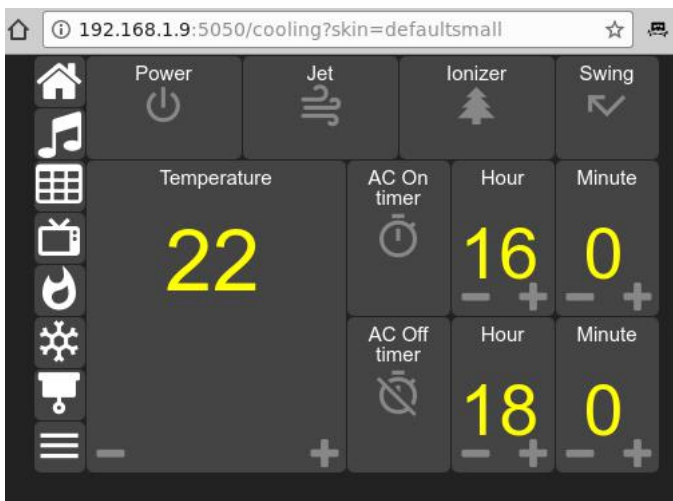 192.168.1.9:5050/cooling?skin=defaultsmall
Power
Jet
Ionizer
Swing
Temperature
22
AC On
timer
Hour
16
Minute
0
AC Off
timer
Hour
18
Minute
0